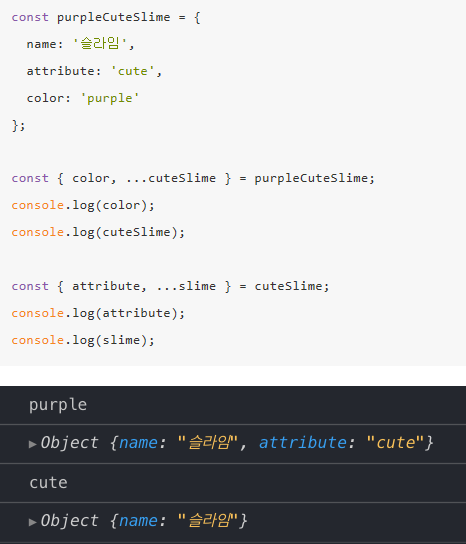 const purpleCuteSlime = {
  name: '슬라임',
  attribute: 'cute',
  color: 'purple'
};
const { color, ...cuteSlime } = purpleCuteSlime;
console.log(color);
console.log(cuteSlime);
const { attribute, ...slime } = cuteSlime;
console.log(attribute);
console.log(slime);
purple
▶Object {name: "슬라임", attribute: "cute"}
cute
▶Object {name: "슬라임"}